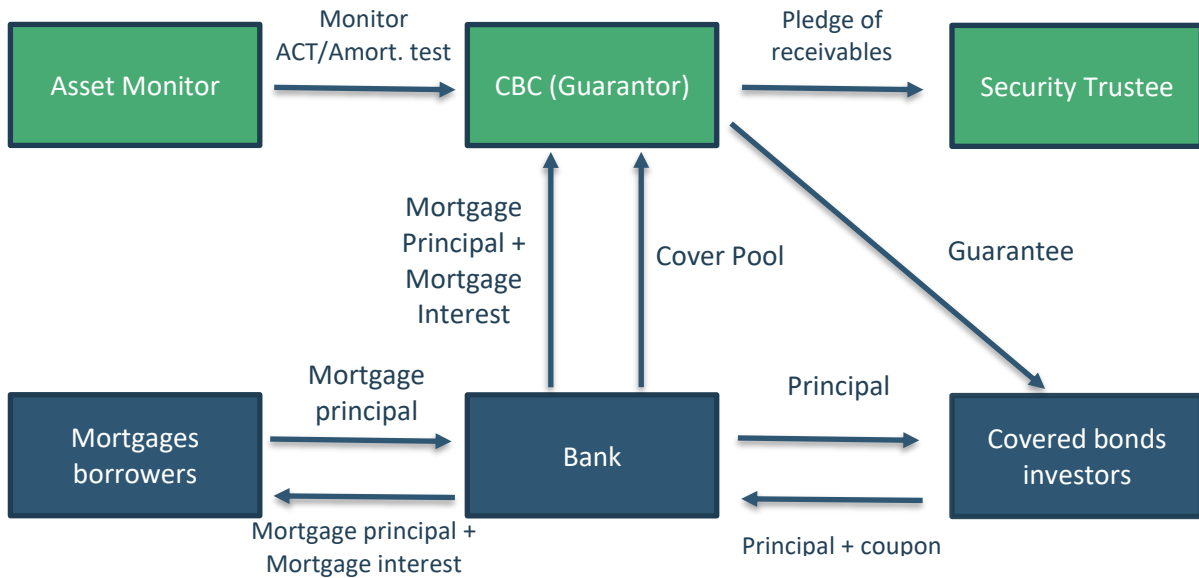 Monitor
ACT/Amort. test
Pledge of
receivables
Asset Monitor
CBC (Guarantor)
Security Trustee
Mortgage
Principal +
Mortgage
Interest
Cover Pool
Guarantee
Mortgage
principal
Principal
Mortgages
borrowers
Bank
Covered bonds
investors
Mortgage principal +
Mortgage interest
Principal + coupon